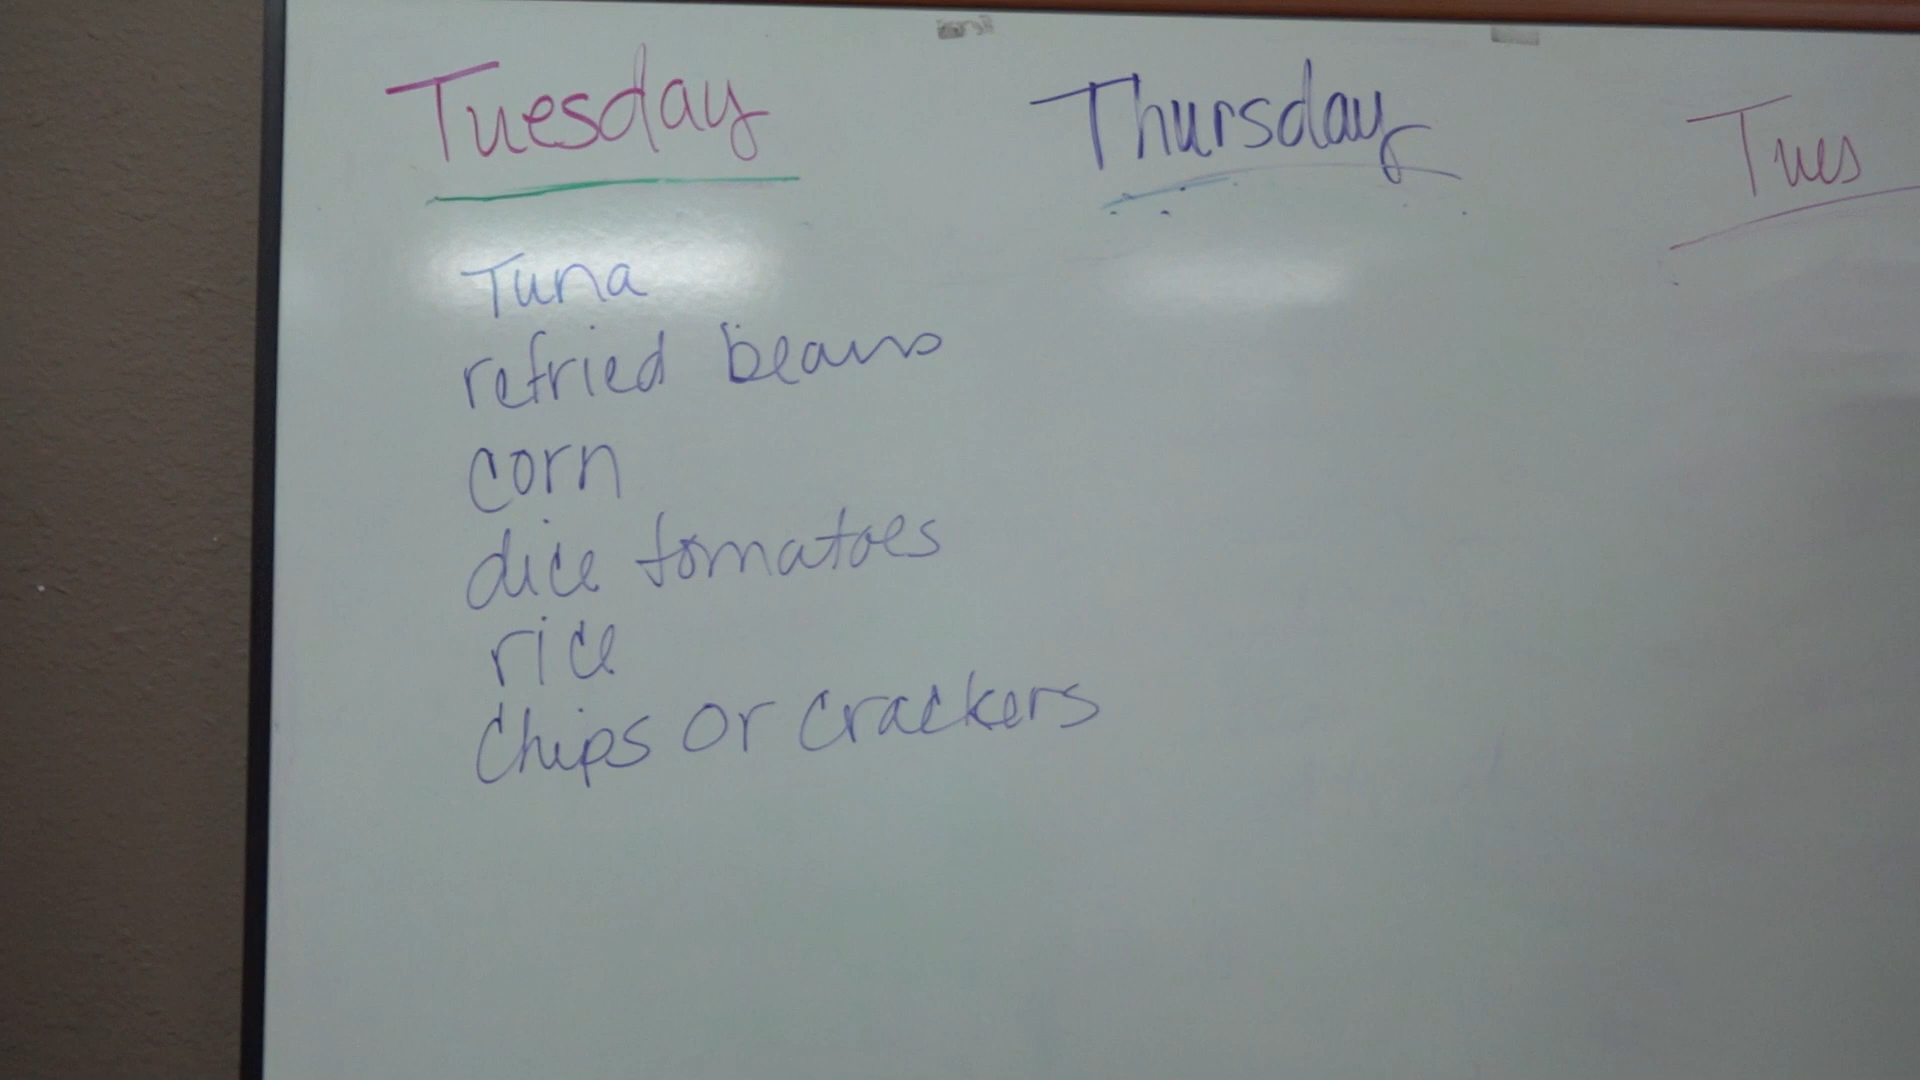 Tuesday
Thursday
Tues
Tuna
refried beans
corn
dice tomatoes
rice
Chips or crackers